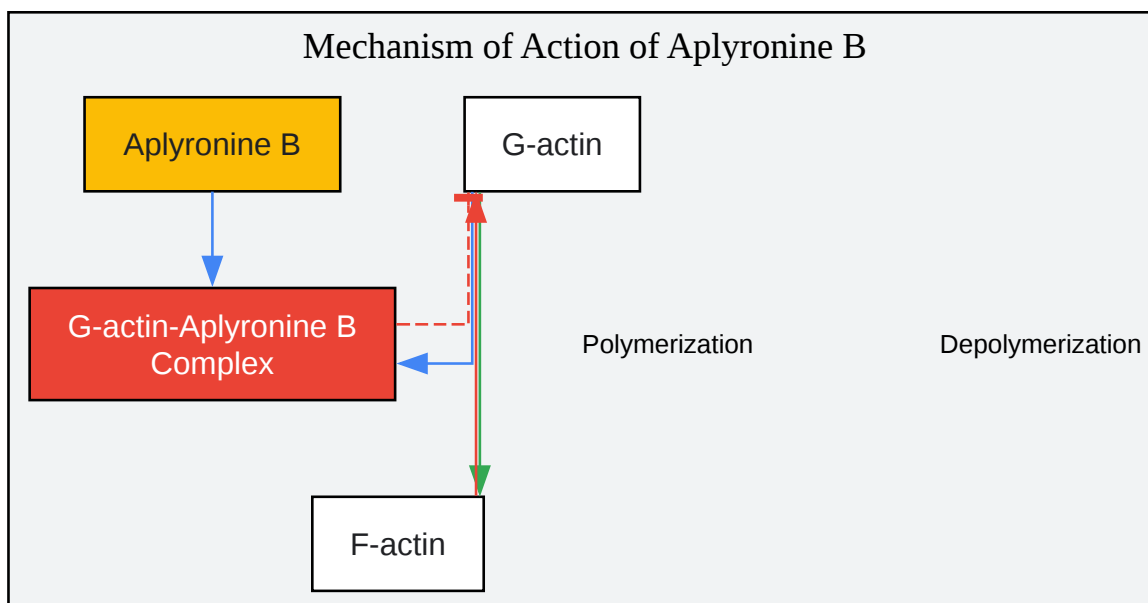 Mechanism of Action of Aplyronine B
Aplyronine B
G-actin
G-actin-Aplyronine B
Complex
Polymerization
Depolymerization
F-actin